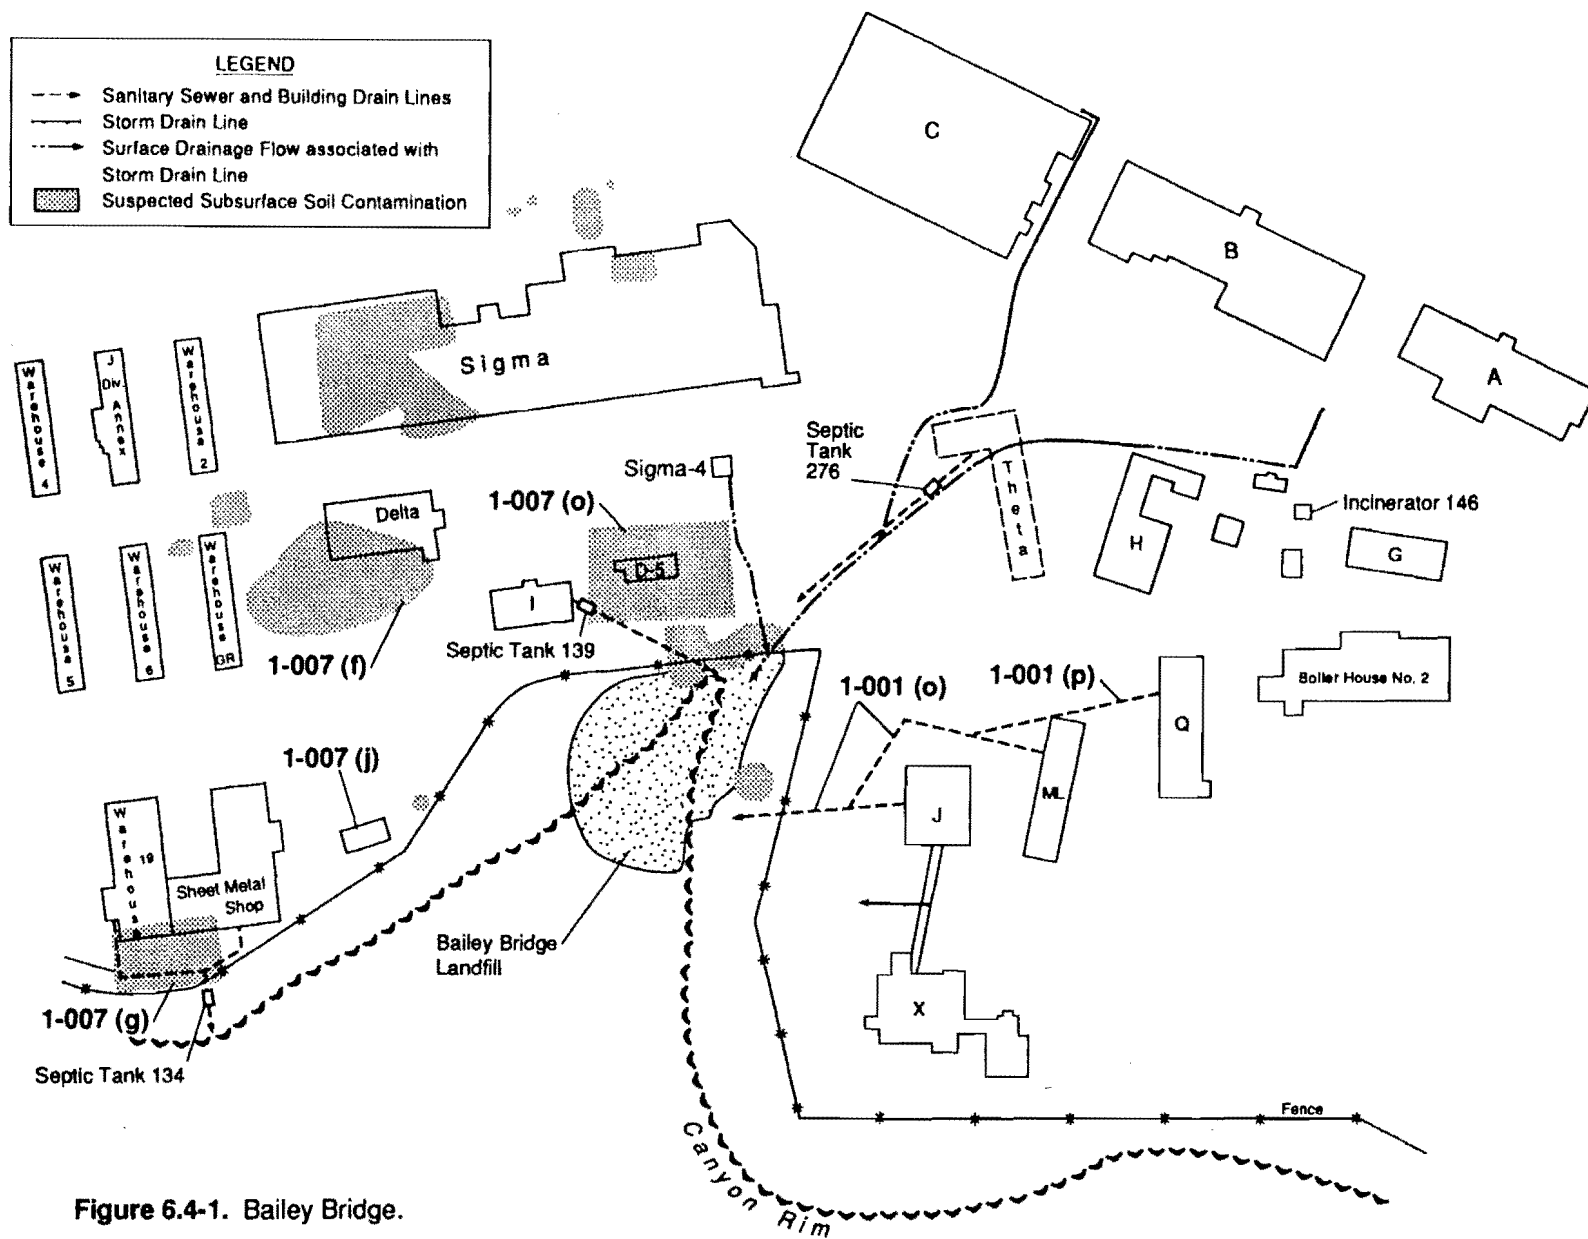 LEGEND
Sanitary Sewer and Building Drain Lines
Storm Drain Line
Surface Drainage Flow associated with
Storm Drain Line
Suspected Subsurface Soil Contamination
C
B
A
Sigma
Warehouse 4
J Div. Annex
Warehouse 2
Septic
Tank
276
Sigma-4
Theta
Incinerator 146
1-007 (o)
Delta
H
G
D-5
Warehouse 5
Warehouse 6
Warehouse GR
I
Septic Tank 139
1-007 (f)
1-001 (o)
1-001 (p)
Boiler House No. 2
Q
1-007 (j)
ML
J
Warehouse 19
Sheet Metal
Shop
Bailey Bridge
Landfill
X
1-007 (g)
Septic Tank 134
Fence
Canyon Rim
Figure 6.4-1. Bailey Bridge.